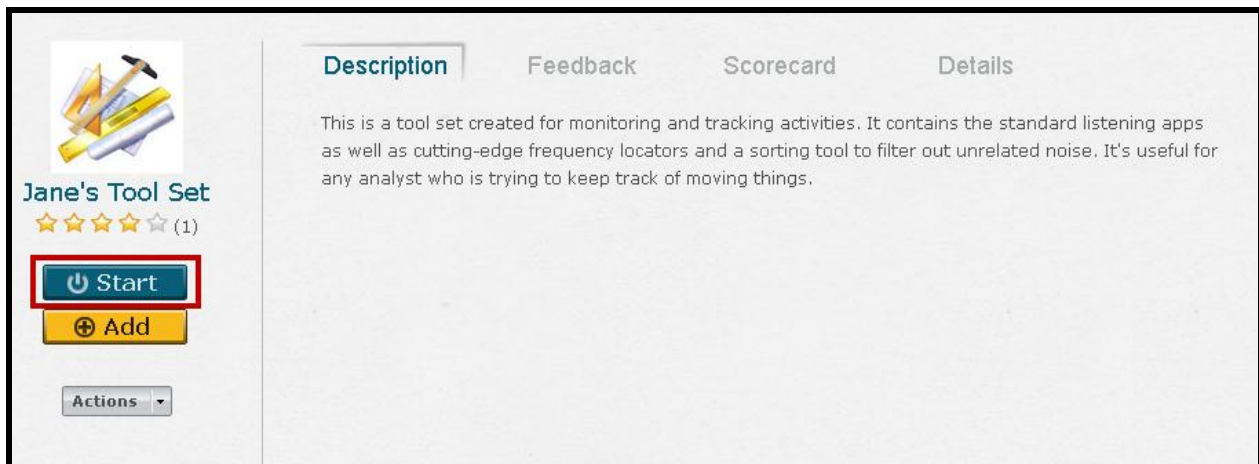 Jane's Tool Set
(1)
Start
Add
Actions
Description Feedback Scorecard Details
This is a tool set created for monitoring and tracking activities. It contains the standard listening apps
as well as cutting-edge frequency locators and a sorting tool to filter out unrelated noise. It's useful for
any analyst who is trying to keep track of moving things.